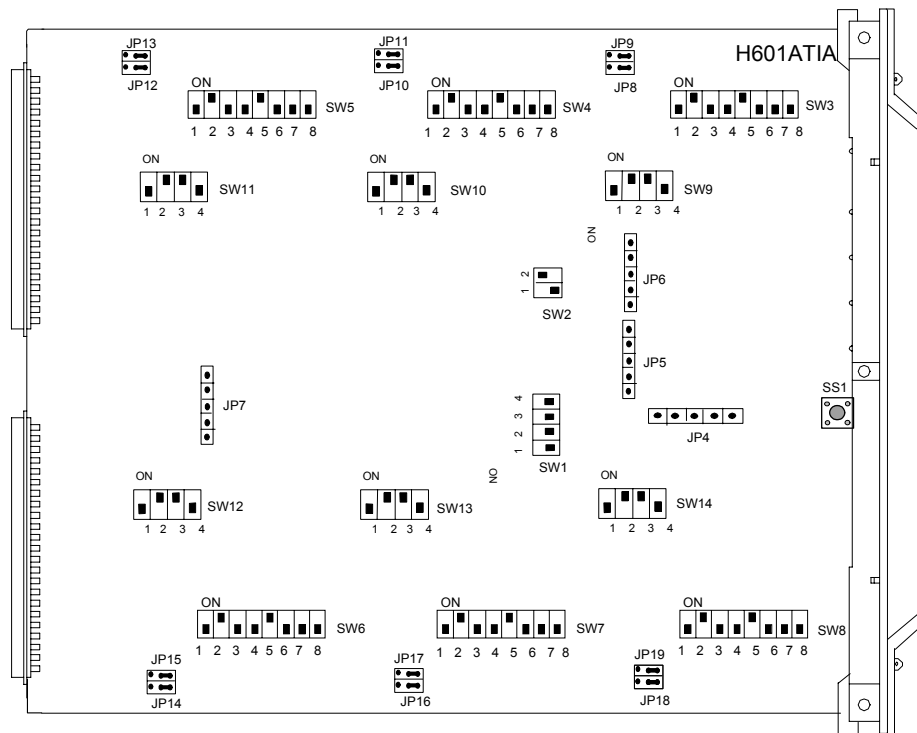 JP13 JP11 JP9
H601ATIA
JP12 JP10 JP8
ON ON ON
SW5 SW4 SW3
1 2 3 4 5 6 7 8 1 2 3 4 5 6 7 8 1 2 3 4 5 6 7 8
ON ON ON
SW11 SW10 SW9
1 2 3 4 1 2 3 4 1 2 3 4
ON
JP6
1 2
SW2
JP5
JP7
SS1
JP4
1 2 3 4
SW1
ON
ON ON ON
SW12 SW13 SW14
1 2 3 4 1 2 3 4 1 2 3 4
ON ON ON
SW6 SW7 SW8
1 2 3 4 5 6 7 8 1 2 3 4 5 6 7 8 1 2 3 4 5 6 7 8
JP15 JP17 JP19
JP14 JP16 JP18